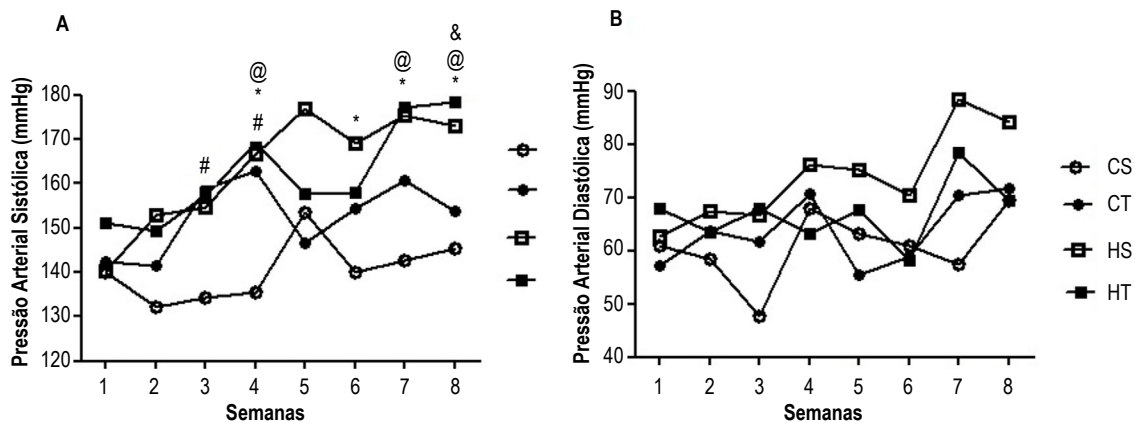 A
Pressão Arterial Sistólica (mmHg)
180
170
160
150
140
130
120
#
@
*
#
*
@
*
&
@
*
1 2 3 4 5 6 7 8
Semanas
B
Pressão Arterial Diastólica (mmHg)
90
80
70
60
50
40
1 2 3 4 5 6 7 8
Semanas
CS
CT
HS
HT